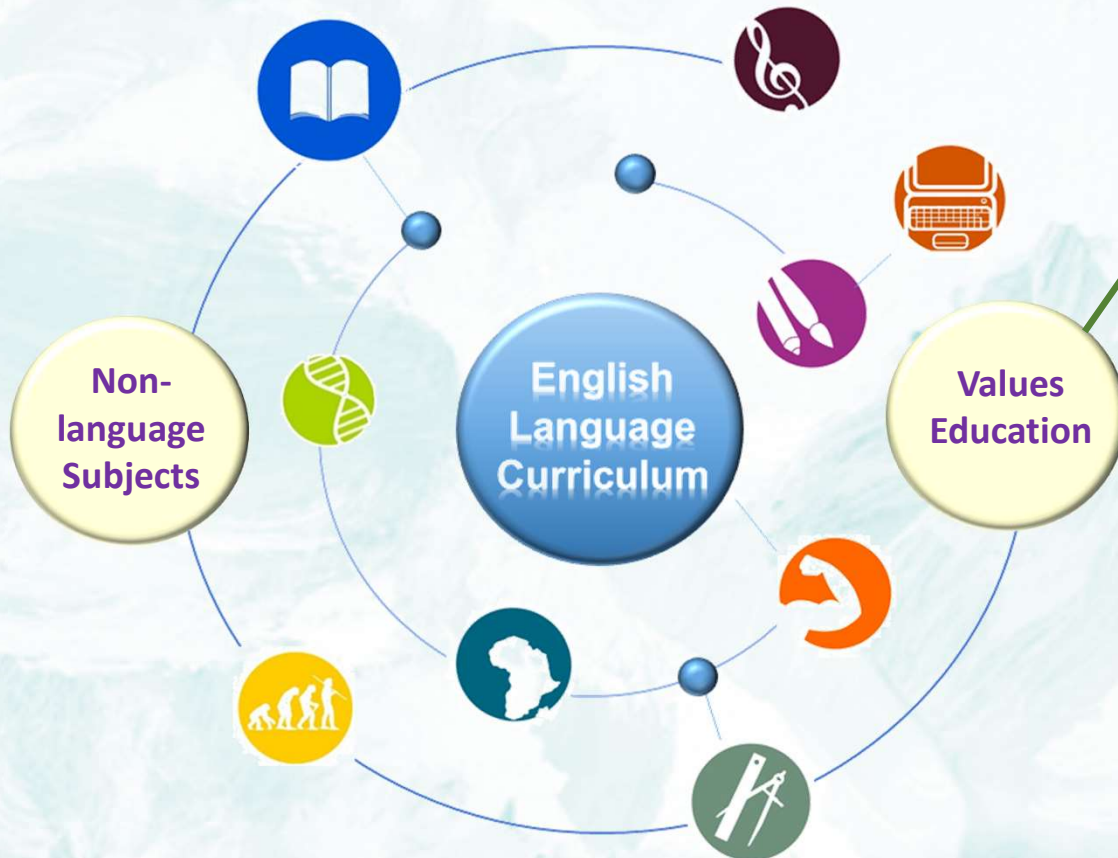 Non-
language
Subjects
English
Language
Curriculum
Values
Education